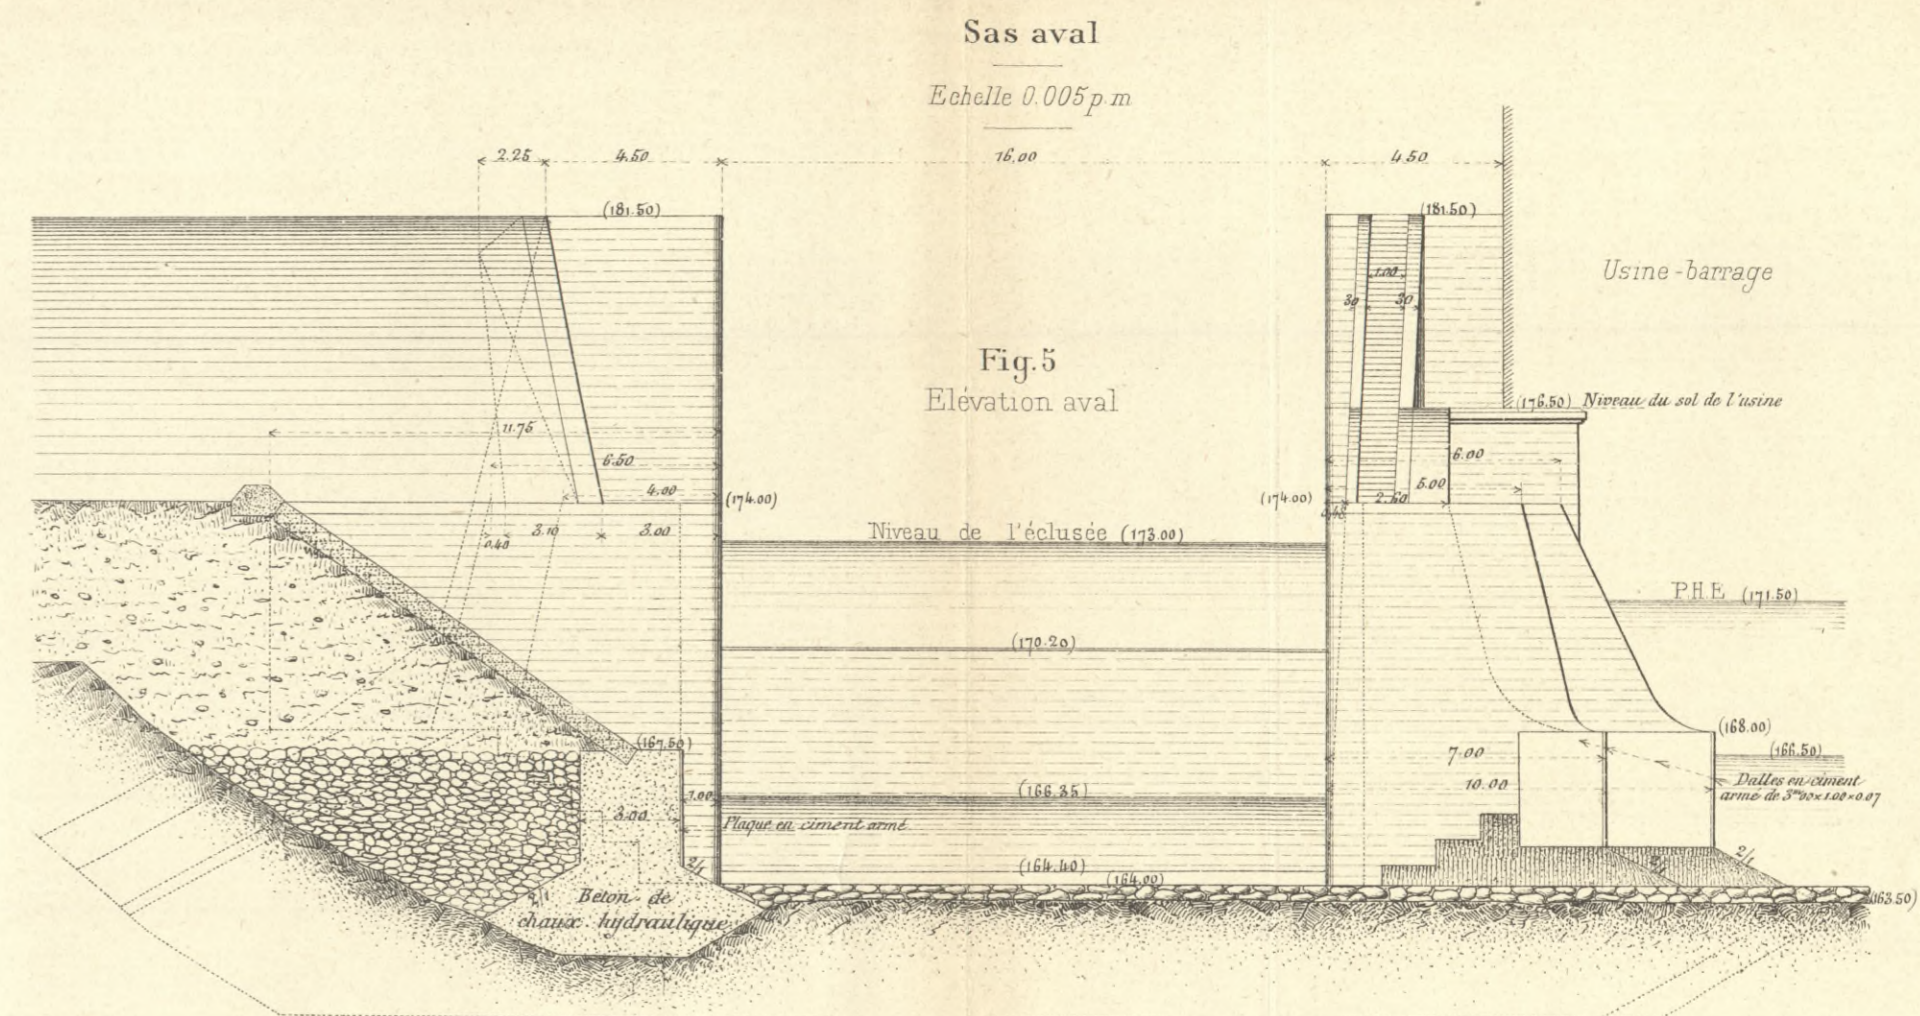 Sas aval
Echelle 0.005 p.m
2.25 4.50 16.00 4.50
(181.50) (181.50)
Usine-barrage
1.00
30 30
Fig. 5
Elévation aval
(176.50) Niveau du sol de l'usine
11.75
6.50 6.00
4.00 (174.00) (174.00) 2.60 5.00
0.40 3.10 3.00
Niveau de l'éclusée (173.00)
P.H.E (171.50)
(170.20)
(168.00)
(167.50) 7.00 (166.50)
10.00 Dalles en ciment
armé de 3ᵐ00×1.00×0.07
1.00 (166.35)
3.00 Plaque en ciment armé
2/1 (164.40) 2/1
(164.00)
(163.50)
Béton de
chaux hydraulique